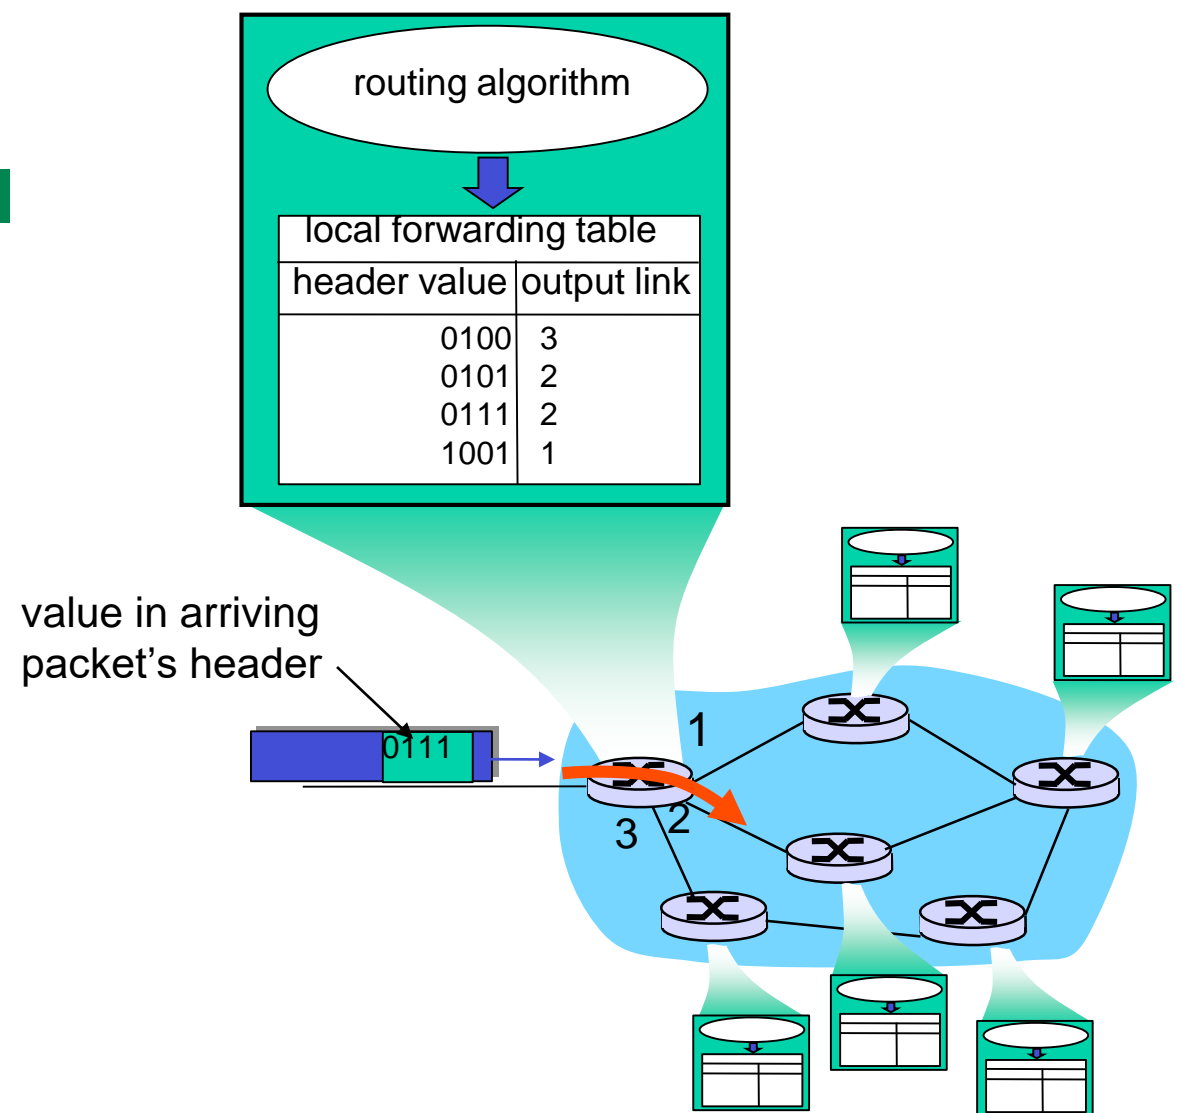 routing algorithm
local forwarding table
header value output link
0100 3
0101 2
0111 2
1001 1
value in arriving
packet's header
0111
1
2
3